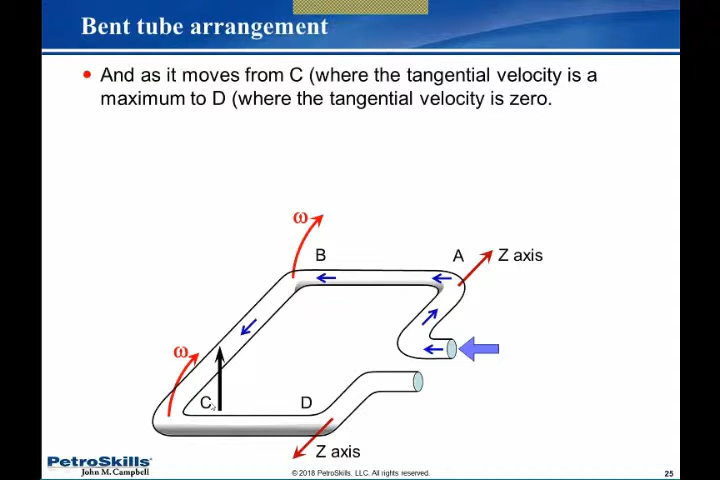 Bent tube arrangement
And as it moves from C (where the tangential velocity is a
maximum to D (where the tangential velocity is zero.
ω
B
A
Z axis
ω
C
D
Z axis
PetroSkills®
John M. Campbell
© 2018 PetroSkills, LLC. All rights reserved.
25